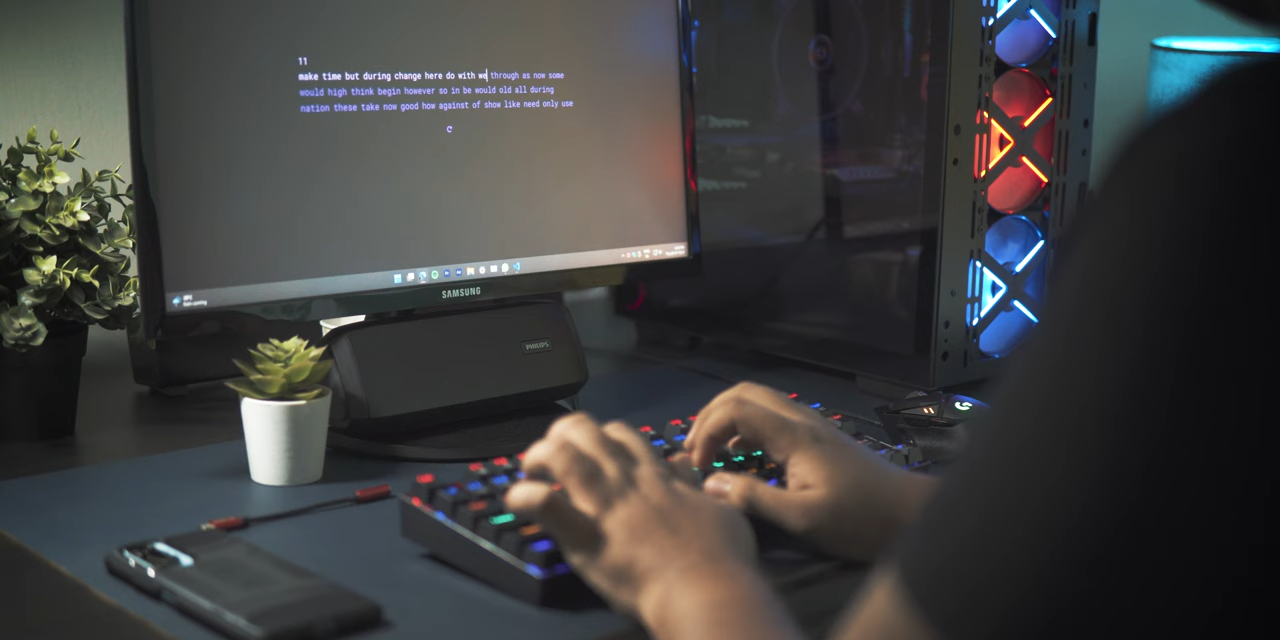 11
make time but during change here do with we through as now some
would high think begin however so in be would old all during
nation these take now good how against of show like need only use
SAMSUNG
PHILIPS